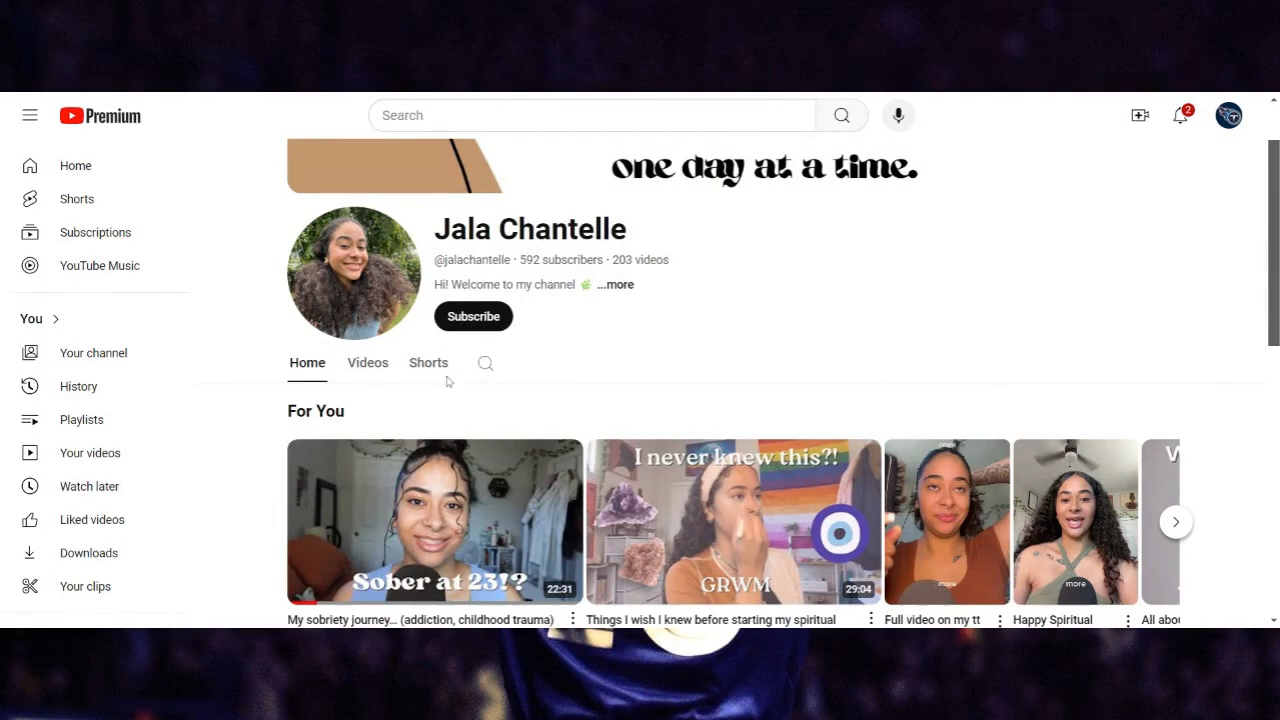 Premium
Search
2
Home
Shorts
Subscriptions
YouTube Music
You
Your channel
History
Playlists
Your videos
Watch later
Liked videos
Downloads
Your clips
one day at a time.
Jala Chantelle
@jalachantelle · 592 subscribers · 203 videos
Hi! Welcome to my channel 🌿 ...more
Subscribe
Home Videos Shorts
For You
Sober at 23!?
22:31
I never knew this?!
GRWM
29:04
more
more
W
My sobriety journey... (addiction, childhood trauma)
Things I wish I knew before starting my spiritual
Full video on my tt
Happy Spiritual
All abou